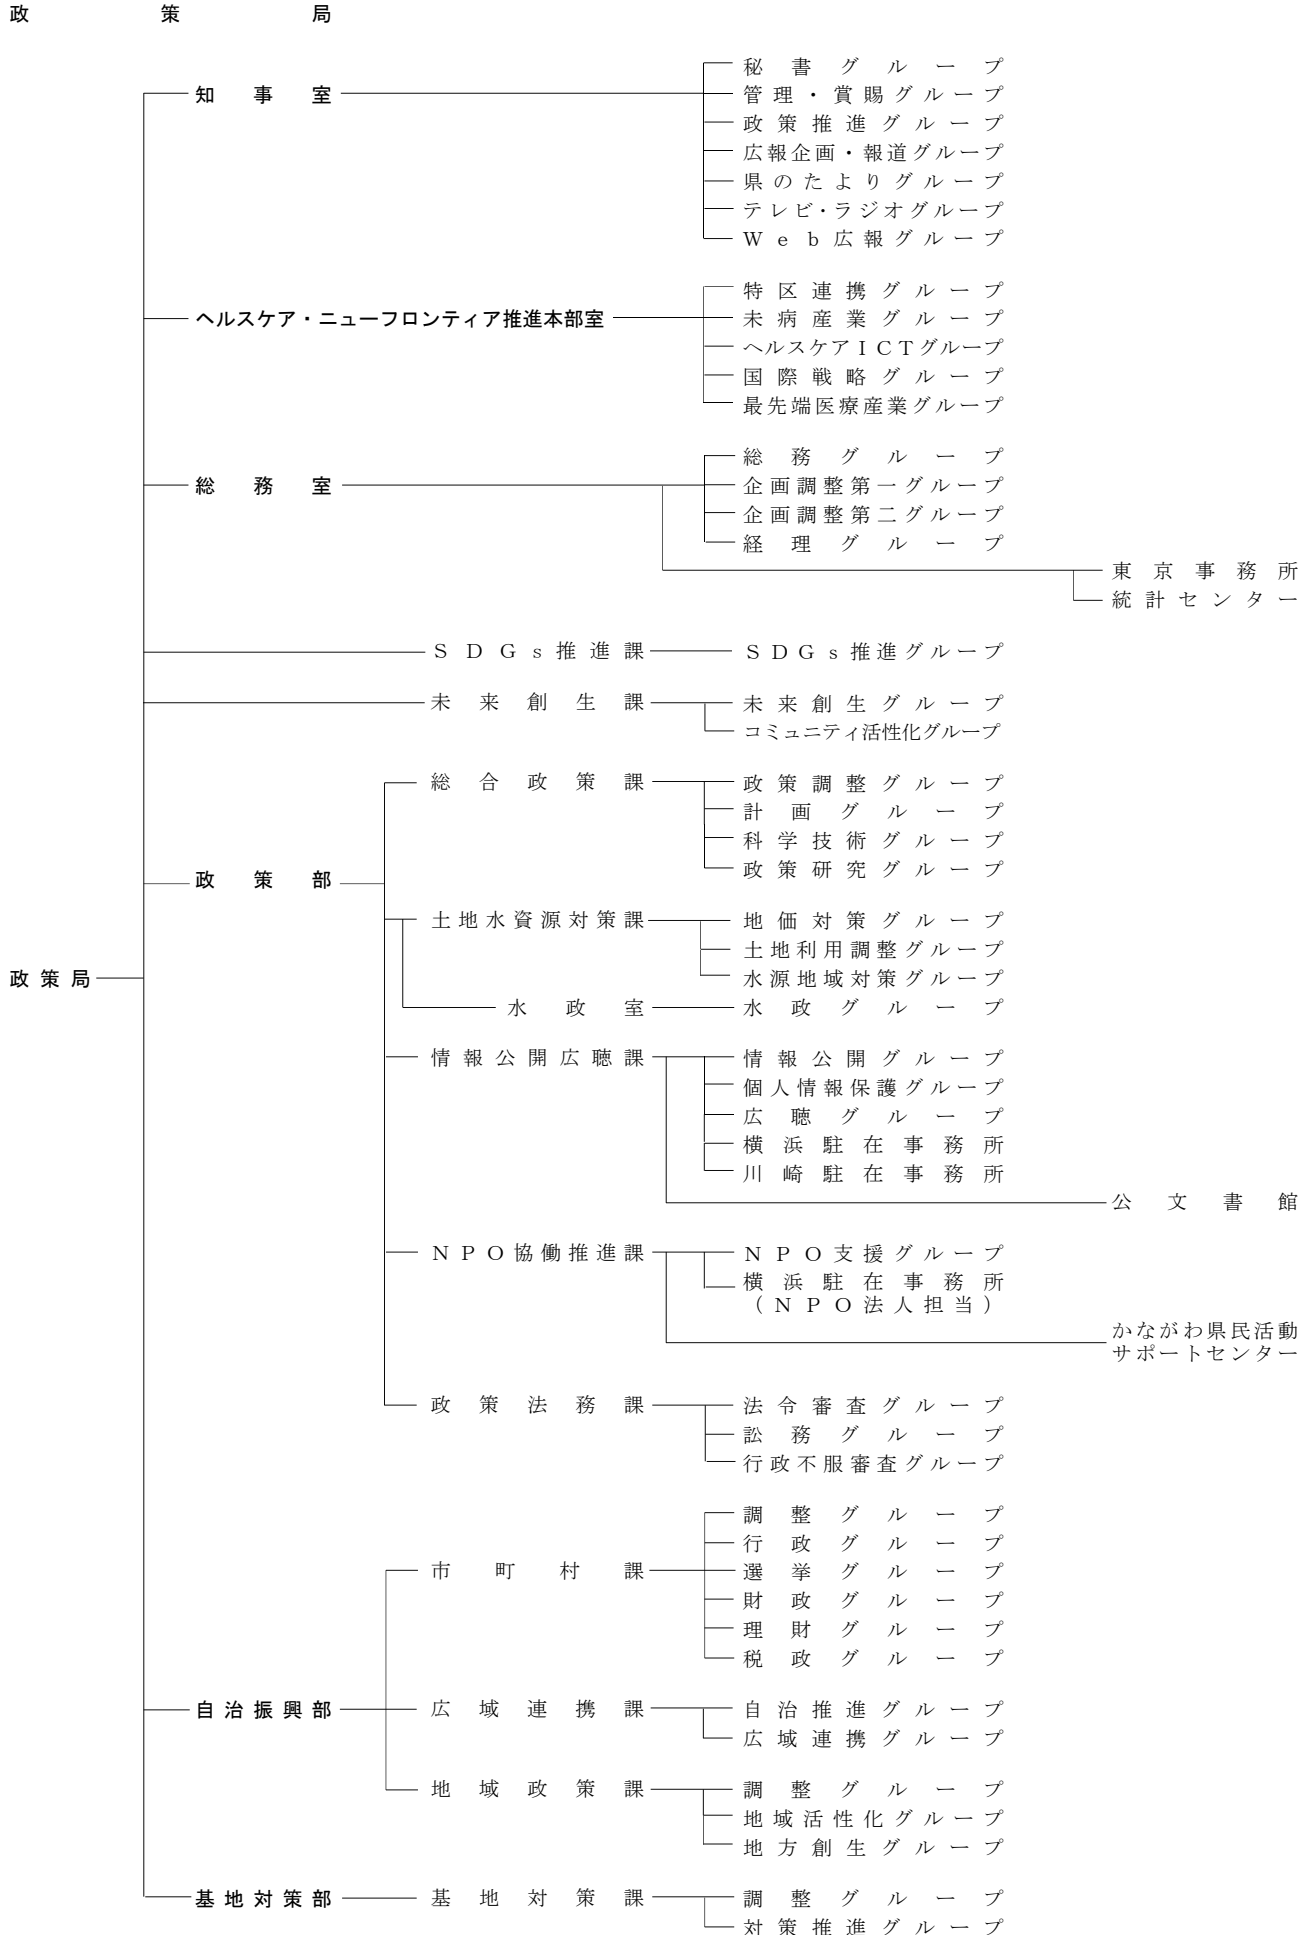 政策局
秘書グループ
知事室
管理・賞賜グループ
政策推進グループ
広報企画・報道グループ
県のたよりグループ
テレビ・ラジオグループ
Web広報グループ
特区連携グループ
ヘルスケア・ニューフロンティア推進本部室
未病産業グループ
ヘルスケアICTグループ
国際戦略グループ
最先端医療産業グループ
総務グループ
総務室
企画調整第一グループ
企画調整第二グループ
経理グループ
東京事務所
統計センター
SDGs推進課
SDGs推進グループ
未来創生課
未来創生グループ
コミュニティ活性化グループ
総合政策課
政策調整グループ
計画グループ
科学技術グループ
政策研究グループ
政策部
土地水資源対策課
地価対策グループ
土地利用調整グループ
政策局
水源地域対策グループ
水政室
水政グループ
情報公開広聴課
情報公開グループ
個人情報保護グループ
広聴グループ
横浜駐在事務所
川崎駐在事務所
公文書館
NPO協働推進課
NPO支援グループ
横浜駐在事務所
(NPO法人担当)
かながわ県民活動
サポートセンター
政策法務課
法令審査グループ
訟務グループ
行政不服審査グループ
調整グループ
行政グループ
市町村課
選挙グループ
財政グループ
理財グループ
税政グループ
自治振興部
広域連携課
自治推進グループ
広域連携グループ
地域政策課
調整グループ
地域活性化グループ
地方創生グループ
基地対策部
基地対策課
調整グループ
対策推進グループ